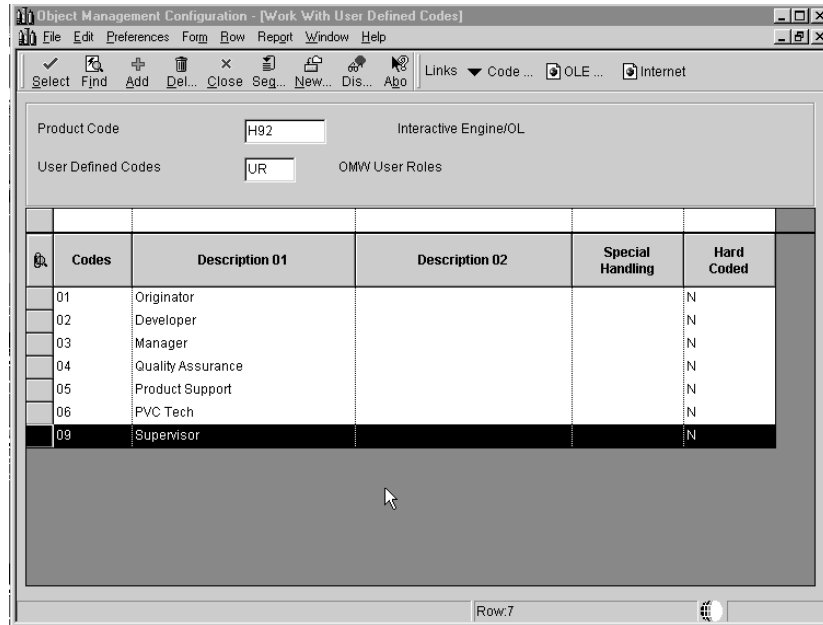 Object Management Configuration - [Work With User Defined Codes]
File Edit Preferences Form Row Report Window Help
Select Find Add Del... Close Seq... New... Dis... Abo Links Code ... OLE ... Internet
Product Code H92 Interactive Engine/OL
User Defined Codes UR OMW User Roles
Codes Description 01 Description 02 Special Handling Hard Coded
01 Originator N
02 Developer N
03 Manager N
04 Quality Assurance N
05 Product Support N
06 PVC Tech N
09 Supervisor N
Row:7